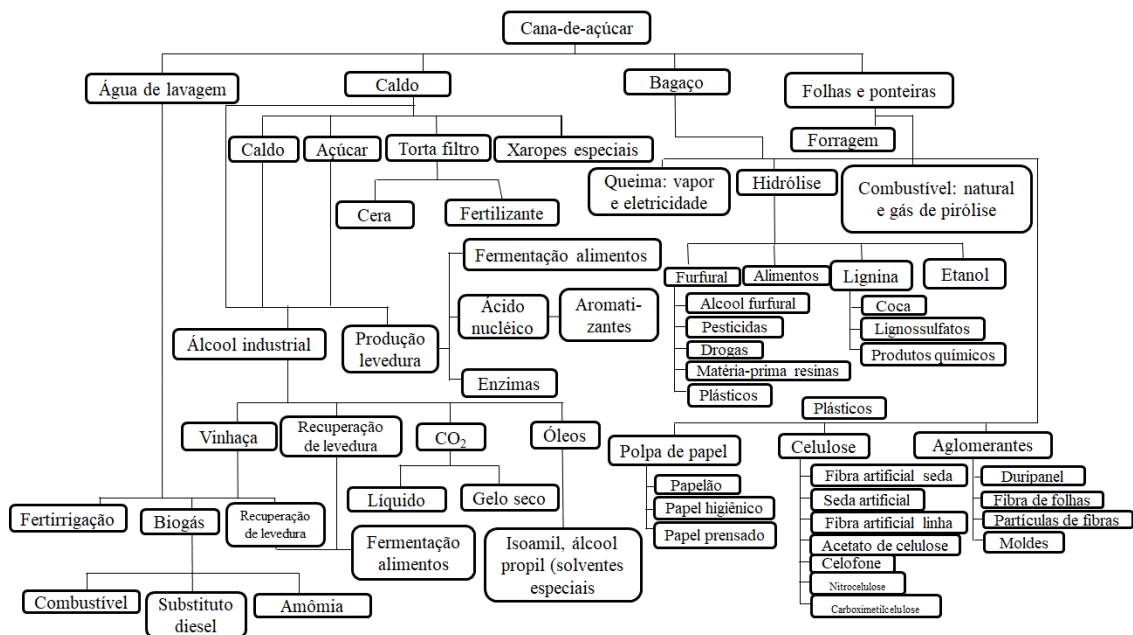 Cana-de-açúcar
Água de lavagem
Caldo
Bagaço
Folhas e ponteiras
Caldo
Açúcar
Torta filtro
Xaropes especiais
Forragem
Cera
Fertilizante
Queima: vapor
e eletricidade
Hidrólise
Combustível: natural
e gás de pirólise
Fermentação alimentos
Ácido
nucléico
Aromati-
zantes
Enzimas
Álcool industrial
Produção
levedura
Furfural
Alimentos
Lignina
Etanol
Alcool furfural
Pesticidas
Drogas
Matéria-prima resinas
Plásticos
Coca
Lignossulfatos
Produtos químicos
Vinhaça
Recuperação
de levedura
CO₂
Óleos
Plásticos
Polpa de papel
Celulose
Aglomerantes
Líquido
Gelo seco
Papelão
Papel higiênico
Papel prensado
Fibra artificial seda
Seda artificial
Fibra artificial linha
Acetato de celulose
Celofone
Nitrocelulose
Carboximetilcelulose
Duripanel
Fibra de folhas
Partículas de fibras
Moldes
Fertirrigação
Biogás
Recuperação
de levedura
Fermentação
alimentos
Isoamil, álcool
propil (solventes
especiais
Combustível
Substituto
diesel
Amômia